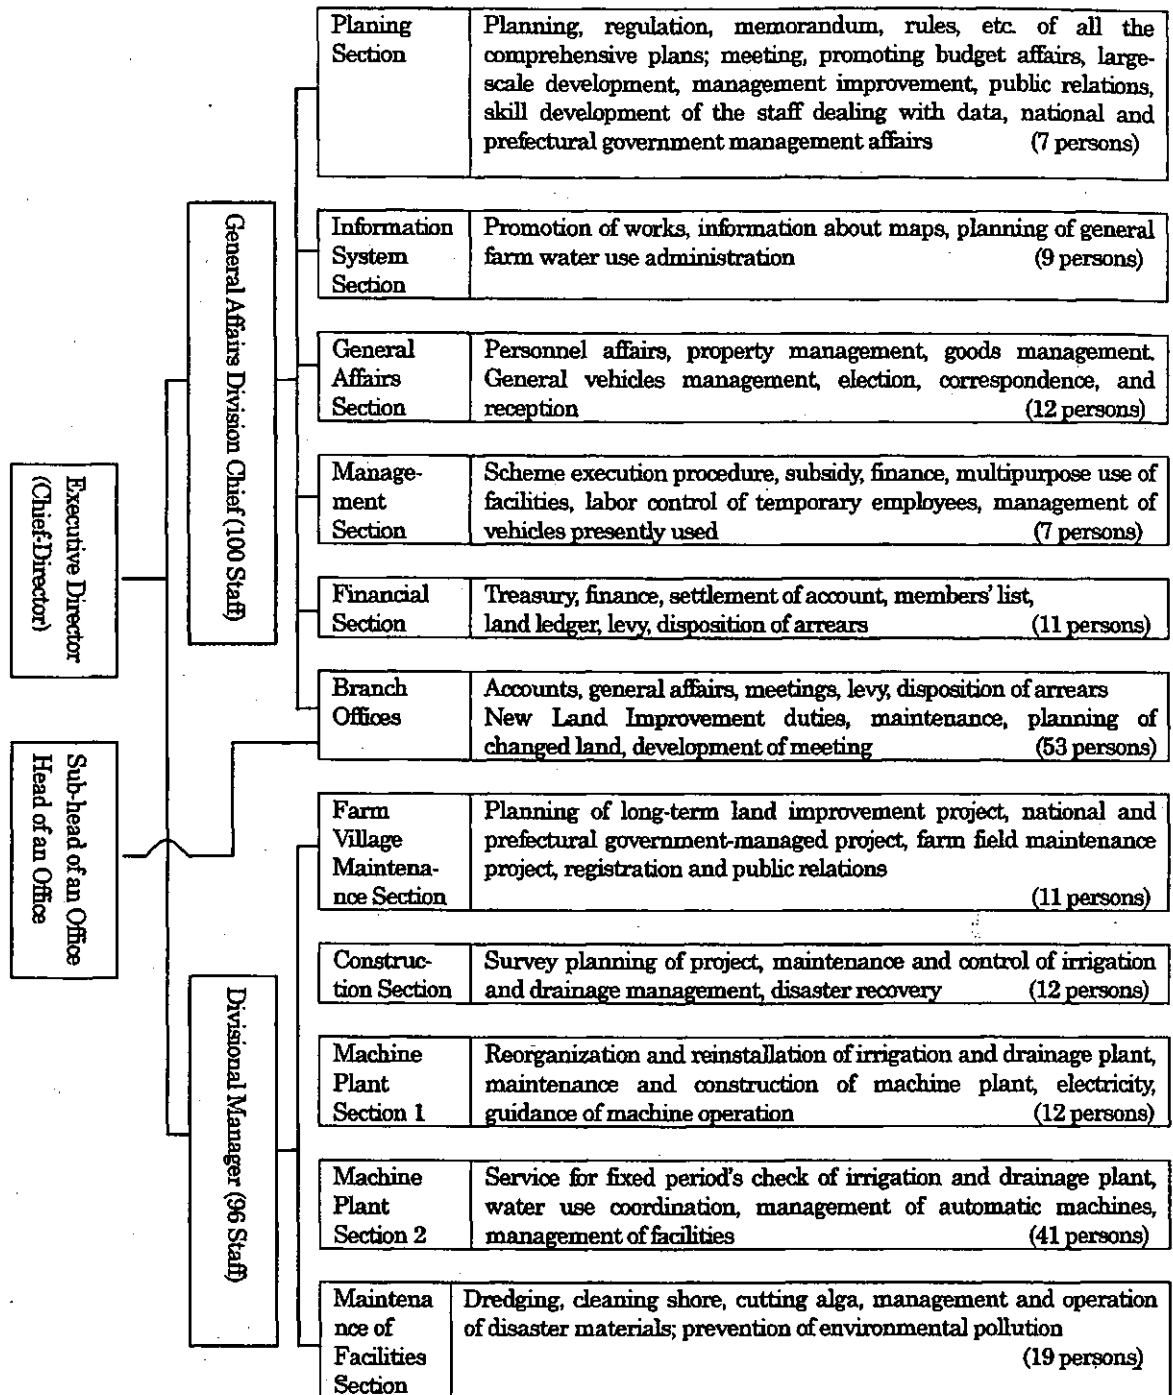 Planing
Section
Planning, regulation, memorandum, rules, etc. of all the
comprehensive plans; meeting, promoting budget affairs, large-
scale development, management improvement, public relations,
skill development of the staff dealing with data, national and
prefectural government management affairs (7 persons)
Information
System
Section
Promotion of works, information about maps, planning of general
farm water use administration (9 persons)
General
Affairs
Section
Personnel affairs, property management, goods management.
General vehicles management, election, correspondence, and
reception (12 persons)
Manage-
ment
Section
Scheme execution procedure, subsidy, finance, multipurpose use of
facilities, labor control of temporary employees, management of
vehicles presently used (7 persons)
Financial
Section
Treasury, finance, settlement of account, members' list,
land ledger, levy, disposition of arrears (11 persons)
Branch
Offices
Accounts, general affairs, meetings, levy, disposition of arrears
New Land Improvement duties, maintenance, planning of
changed land, development of meeting (53 persons)
Farm
Village
Maintena-
nce Section
Planning of long-term land improvement project, national and
prefectural government-managed project, farm field maintenance
project, registration and public relations
(11 persons)
Construc-
tion Section
Survey planning of project, maintenance and control of irrigation
and drainage management, disaster recovery (12 persons)
Machine
Plant
Section 1
Reorganization and reinstallation of irrigation and drainage plant,
maintenance and construction of machine plant, electricity,
guidance of machine operation (12 persons)
Machine
Plant
Section 2
Service for fixed period's check of irrigation and drainage plant,
water use coordination, management of automatic machines,
management of facilities (41 persons)
Maintena
nce of
Facilities
Section
Dredging, cleaning shore, cutting alga, management and operation
of disaster materials; prevention of environmental pollution
(19 persons)
General Affairs Division Chief (100 Staff)
Executive Director
(Chief-Director)
Sub-head of an Office
Head of an Office
Divisional Manager (96 Staff)